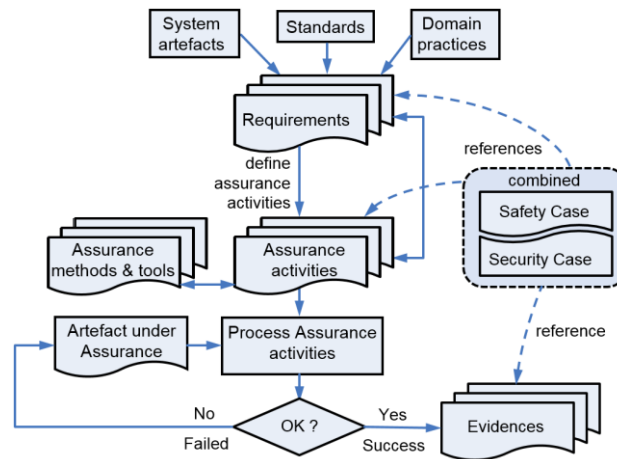 System
artefacts
Standards
Domain
practices
Requirements
references
define
assurance
activities
combined
Safety Case
Security Case
Assurance
methods & tools
Assurance
activities
reference
Artefact under
Assurance
Process Assurance
activities
No
Failed
OK ?
Yes
Success
Evidences